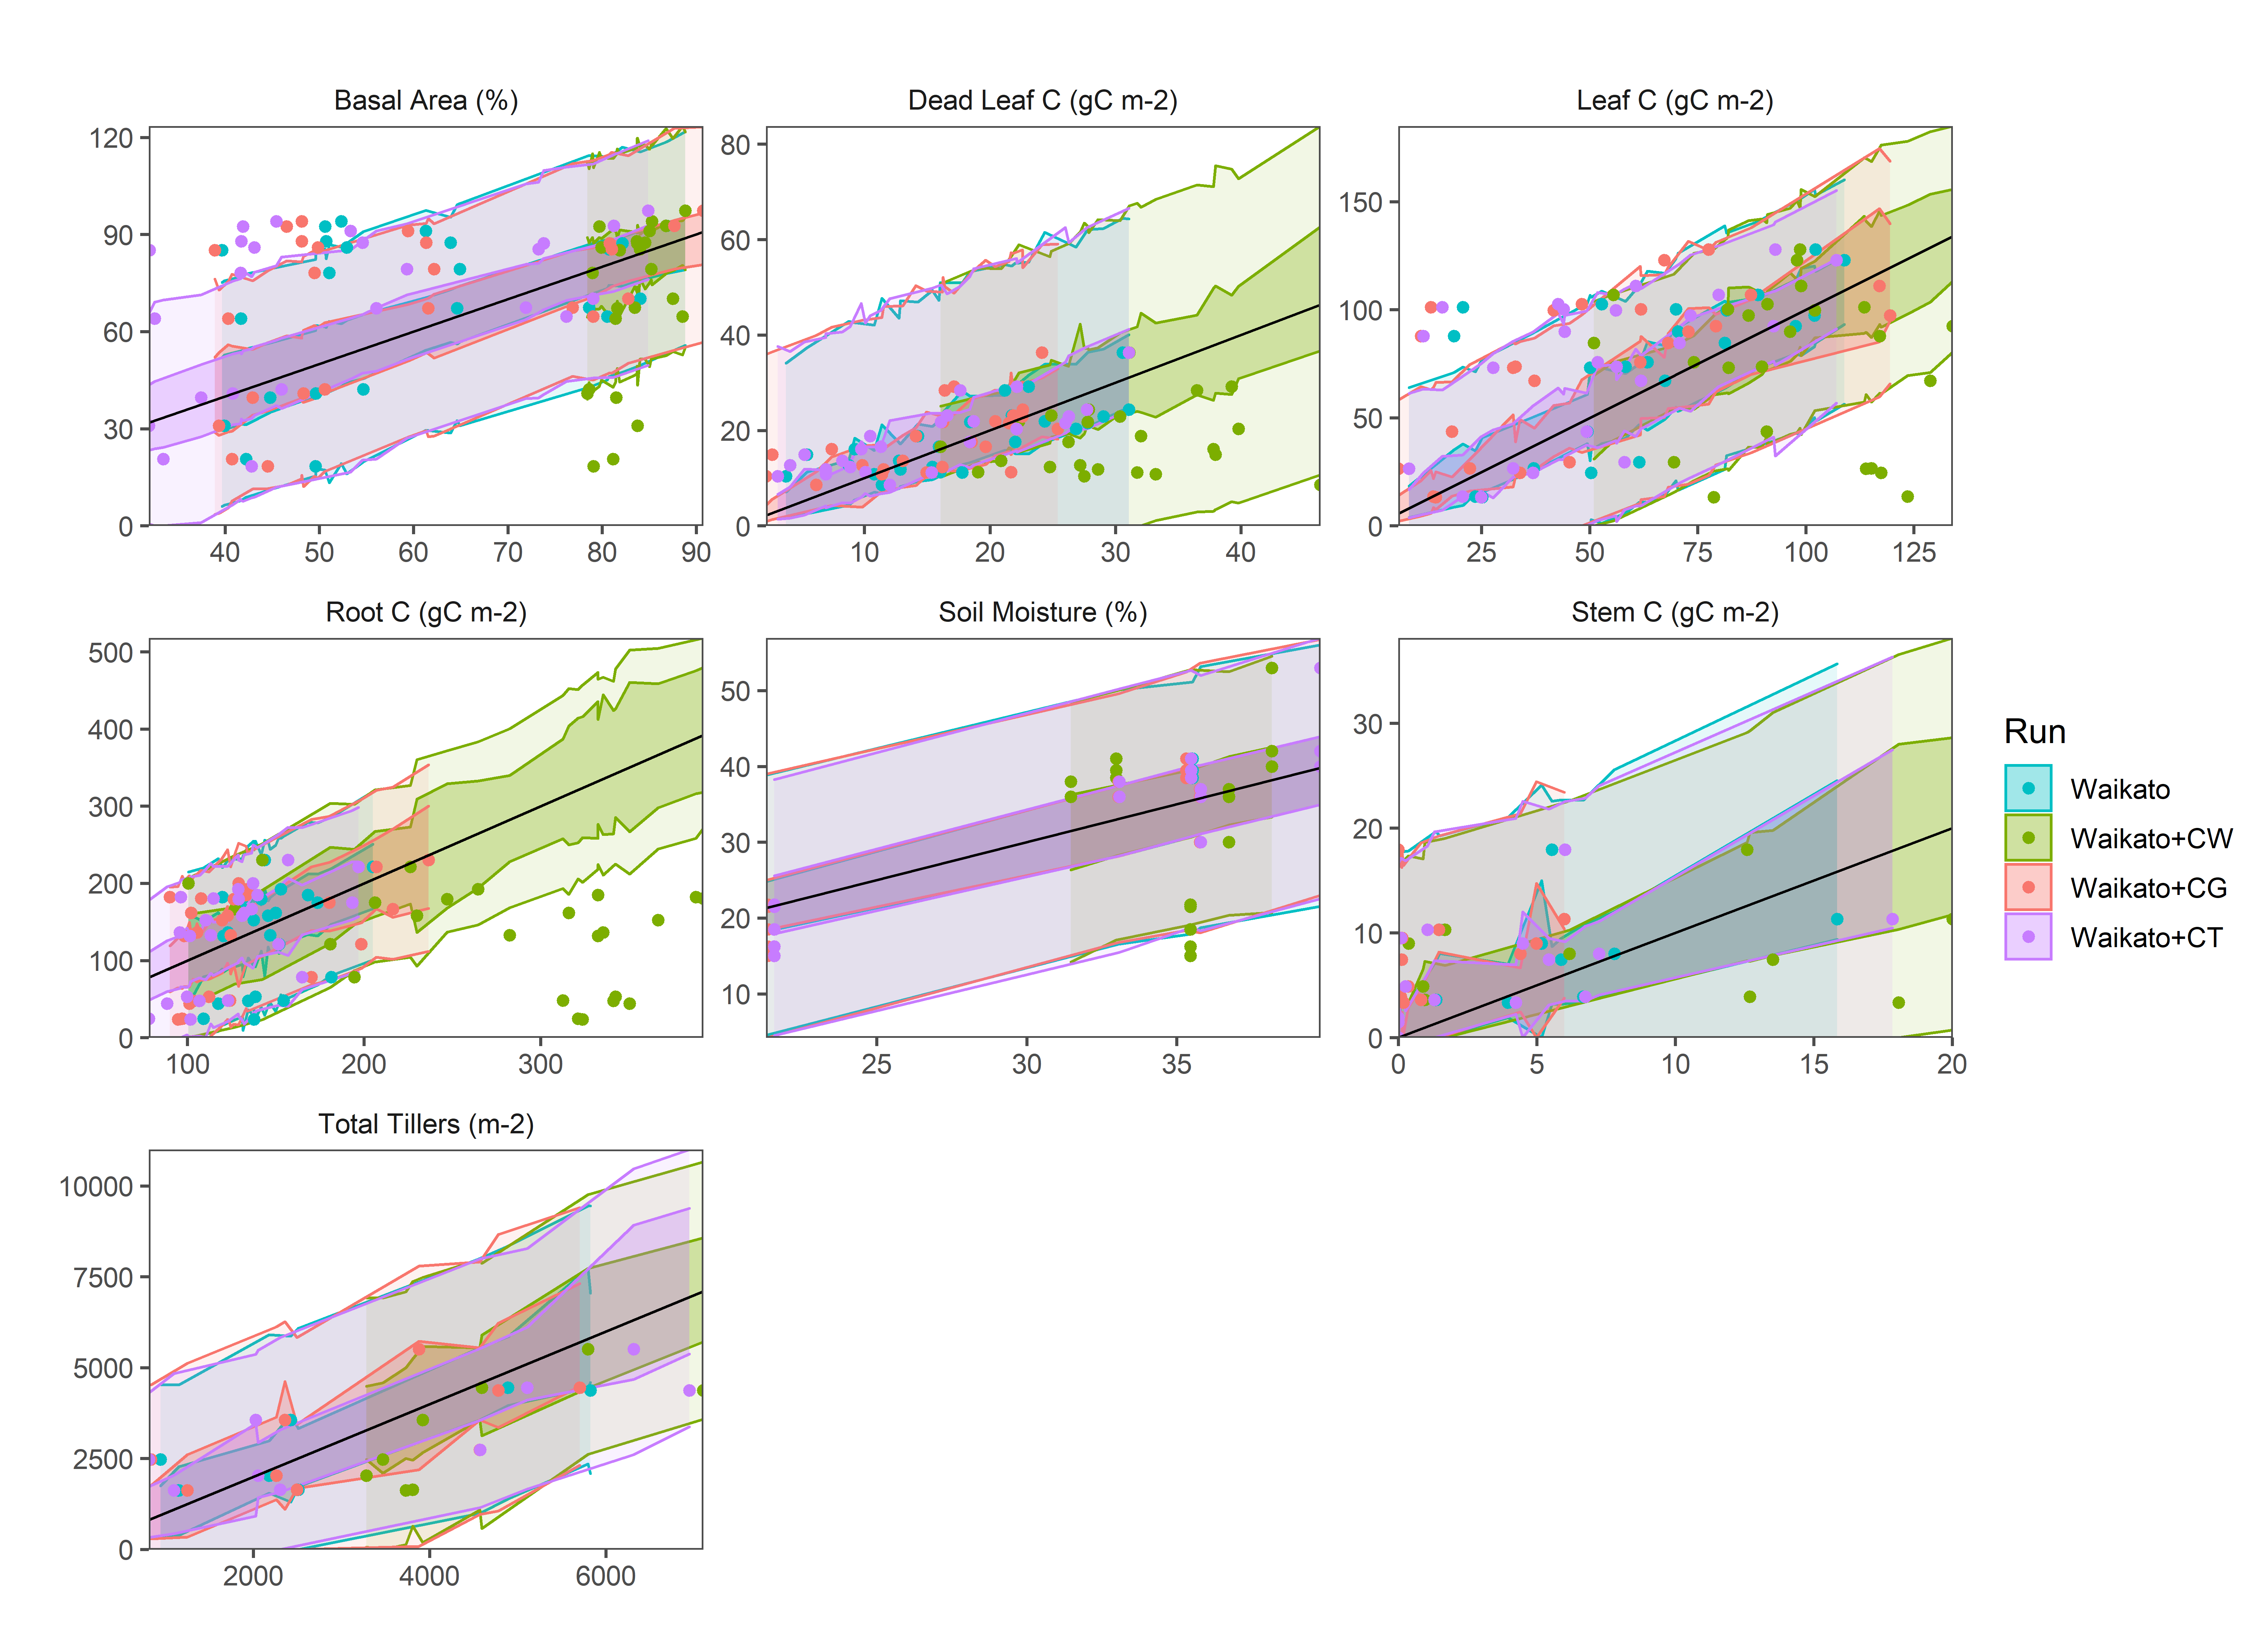 Basal Area (%)
Dead Leaf C (gC m-2)
Leaf C (gC m-2)
120
90
60
30
0
40 50 60 70 80 90
80
60
40
20
0
10 20 30 40
150
100
50
0
25 50 75 100 125
Root C (gC m-2)
Soil Moisture (%)
Stem C (gC m-2)
500
400
300
200
100
0
100 200 300
50
40
30
20
10
25 30 35
30
20
10
0
0 5 10 15 20
Run
Waikato
Waikato+CW
Waikato+CG
Waikato+CT
Total Tillers (m-2)
10000
7500
5000
2500
0
2000 4000 6000